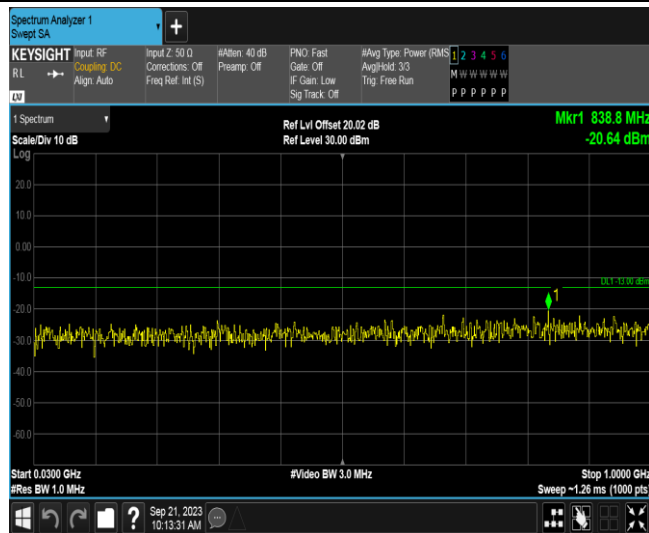 Spectrum Analyzer 1
Swept SA
KEYSIGHT
RL
Input: RF
Coupling: DC
Align: Auto
Input Z: 50 Ω
Corrections: Off
Freq Ref: Int (S)
#Atten: 40 dB
Preamp: Off
PNO: Fast
Gate: Off
IF Gain: Low
Sig Track: Off
#Avg Type: Power (RMS
Avg|Hold: 3/3
Trig: Free Run
1 2 3 4 5 6
M W W W W W
P P P P P P
1 Spectrum
Scale/Div 10 dB
Log
Ref Lvl Offset 20.02 dB
Ref Level 30.00 dBm
Mkr1 838.8 MHz
-20.64 dBm
20.0
10.0
0.00
-10.0
DL1 -13.00 dBm
1
-20.0
-30.0
-40.0
-50.0
-60.0
Start 0.0300 GHz
#Res BW 1.0 MHz
#Video BW 3.0 MHz
Stop 1.0000 GHz
Sweep ~1.26 ms (1000 pts)
?
Sep 21, 2023
10:13:31 AM